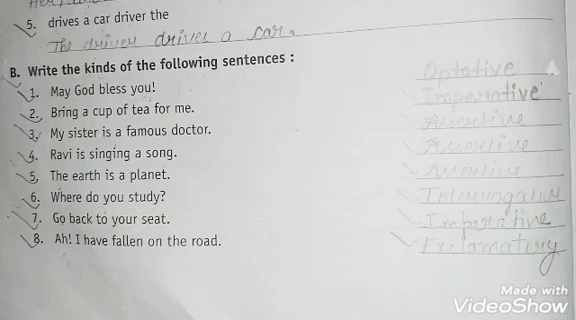 5. drives a car driver the
The driver drives a car.
B. Write the kinds of the following sentences :
1. May God bless you! Optative
2. Bring a cup of tea for me. Imperative
3. My sister is a famous doctor. Assertive
4. Ravi is singing a song. Assertive
5. The earth is a planet. Assertive
6. Where do you study? Interrogative
7. Go back to your seat. Imperative
8. Ah! I have fallen on the road. Exclamatory
Made with
VideoShow